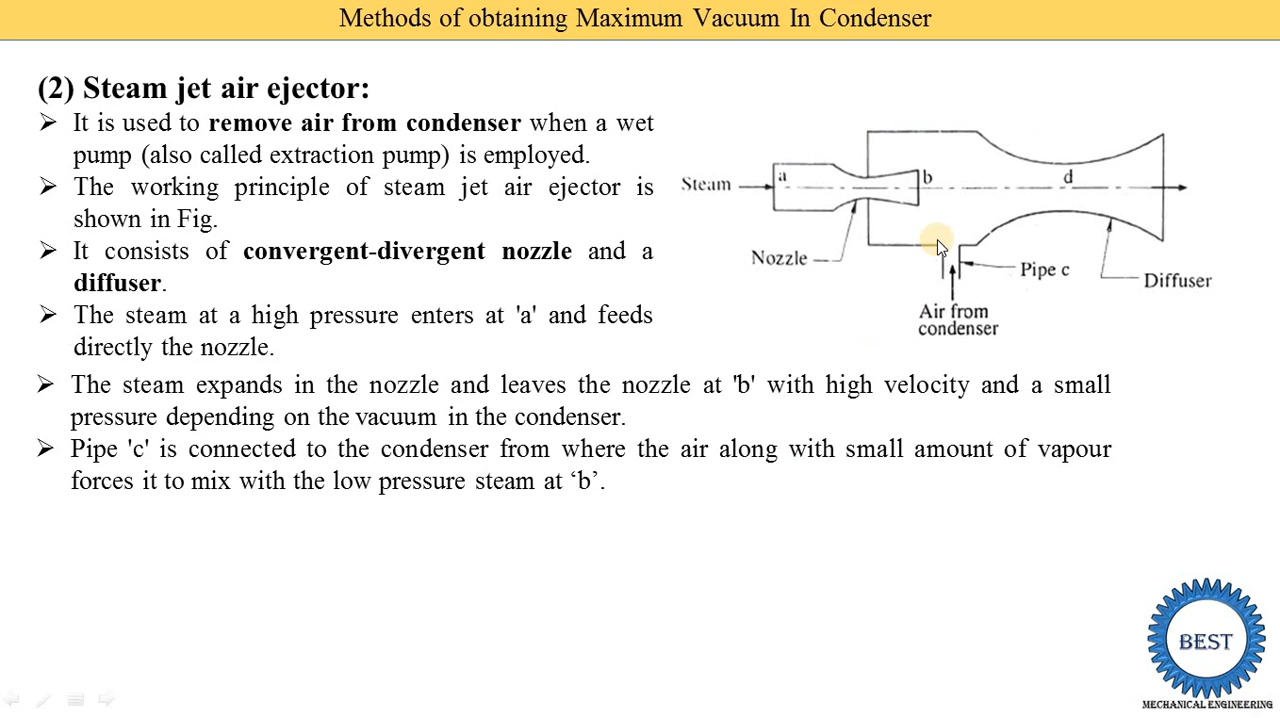 Methods of obtaining Maximum Vacuum In Condenser
(2) Steam jet air ejector:
➢ It is used to remove air from condenser when a wet
pump (also called extraction pump) is employed.
➢ The working principle of steam jet air ejector is
shown in Fig.
➢ It consists of convergent-divergent nozzle and a
diffuser.
➢ The steam at a high pressure enters at 'a' and feeds
directly the nozzle.
➢ The steam expands in the nozzle and leaves the nozzle at 'b' with high velocity and a small
pressure depending on the vacuum in the condenser.
➢ Pipe 'c' is connected to the condenser from where the air along with small amount of vapour
forces it to mix with the low pressure steam at ‘b’.
Steam
a
b
d
Nozzle
Pipe c
Diffuser
Air from
condenser
BEST
MECHANICAL ENGINEERING